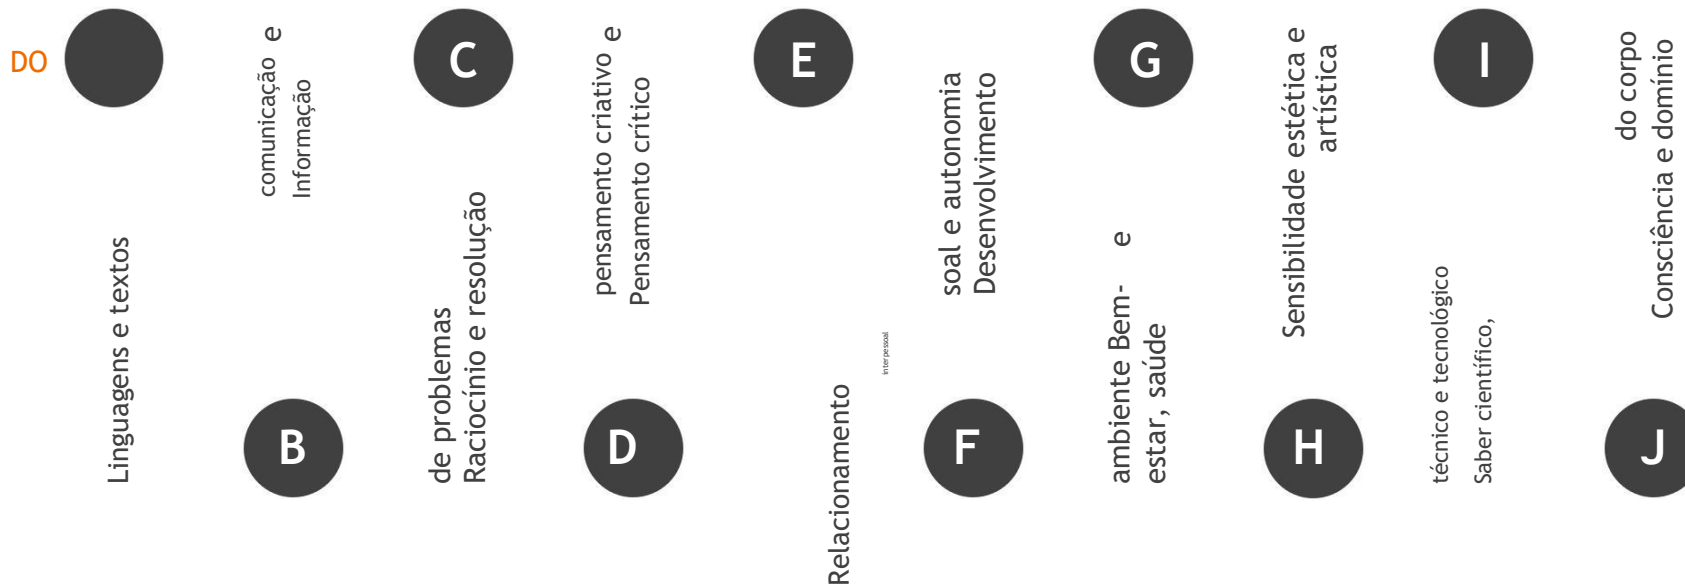 DO
Linguagens e textos
B
comunicação e
Informação
C
de problemas
Raciocínio e resolução
D
pensamento criativo e
Pensamento crítico
E
Relacionamento
interpessoal
F
soal e autonomia
Desenvolvimento
G
ambiente Bem- e
estar, saúde
H
Sensibilidade estética e
artística
I
técnico e tecnológico
Saber científico,
J
do corpo
Consciência e domínio